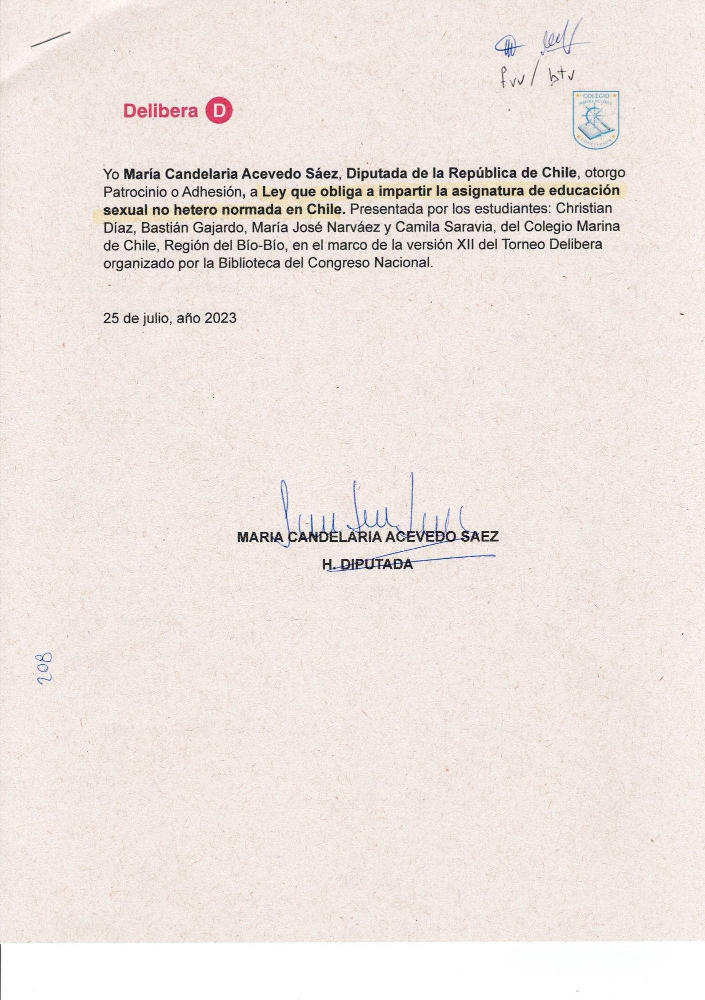 fvv / btv
Delibera D
COLEGIO
MARINA DE CHILE
CONCEPCIÓN
Yo María Candelaria Acevedo Sáez, Diputada de la República de Chile, otorgo
Patrocinio o Adhesión, a Ley que obliga a impartir la asignatura de educación
sexual no hetero normada en Chile. Presentada por los estudiantes: Christian
Díaz, Bastián Gajardo, María José Narváez y Camila Saravia, del Colegio Marina
de Chile, Región del Bío-Bío, en el marco de la versión XII del Torneo Delibera
organizado por la Biblioteca del Congreso Nacional.
25 de julio, año 2023
MARIA CANDELARIA ACEVEDO SAEZ
H. DIPUTADA
208